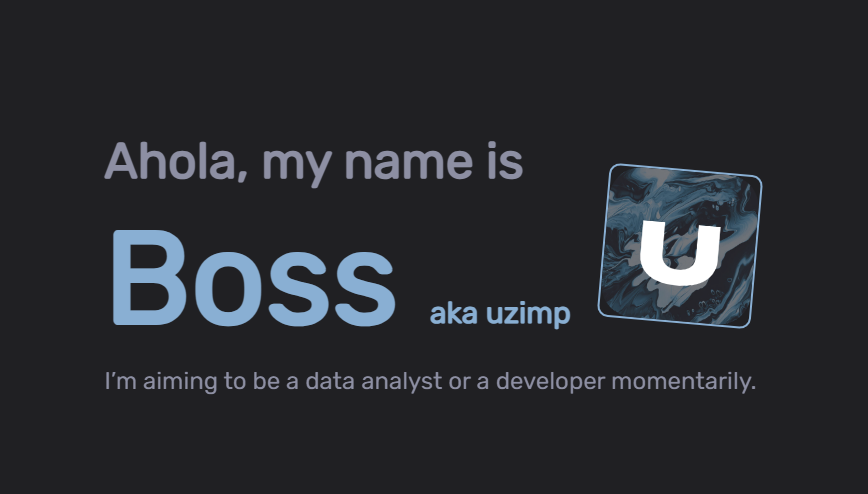 Ahola, my name is
Boss aka uzimp
U
I’m aiming to be a data analyst or a developer momentarily.